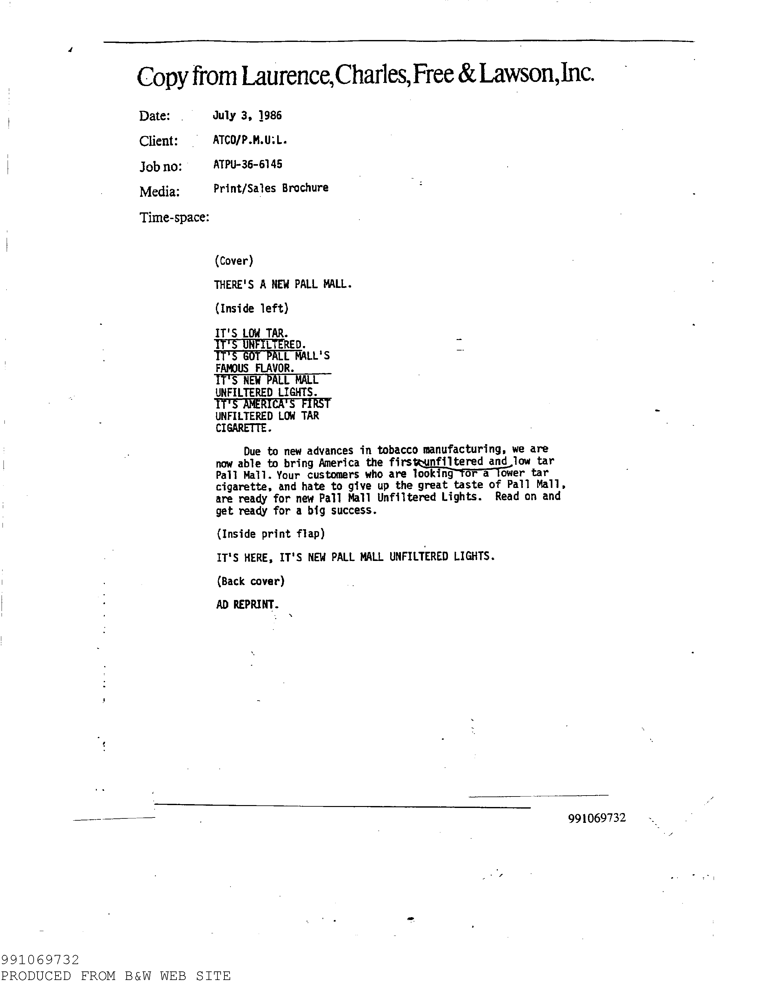 Copy from Laurence, Charles, Free & Lawson, Inc.
Date: July 3, 1986
Client: ATCO/P.M.U.L.
Job no: ATPU-36-6145
Media: Print/Sales Brochure
Time-space:
(Cover)
THERE'S A NEW PALL MALL.
(Inside left)
IT'S LOW TAR.
IT'S UNFILTERED.
IT'S GOT PALL MALL'S
FAMOUS FLAVOR.
IT'S NEW PALL MALL
UNFILTERED LIGHTS.
IT'S AMERICA'S FIRST
UNFILTERED LOW TAR
CIGARETTE.
Due to new advances in tobacco manufacturing, we are
now able to bring America the first unfiltered and low tar
Pall Mall. Your customers who are looking for a lower tar
cigarette, and hate to give up the great taste of Pall Mall,
are ready for new Pall Mall Unfiltered Lights. Read on and
get ready for a big success.
(Inside print flap)
IT'S HERE, IT'S NEW PALL MALL UNFILTERED LIGHTS.
(Back cover)
AD REPRINT.
991069732
991069732
PRODUCED FROM B&W WEB SITE